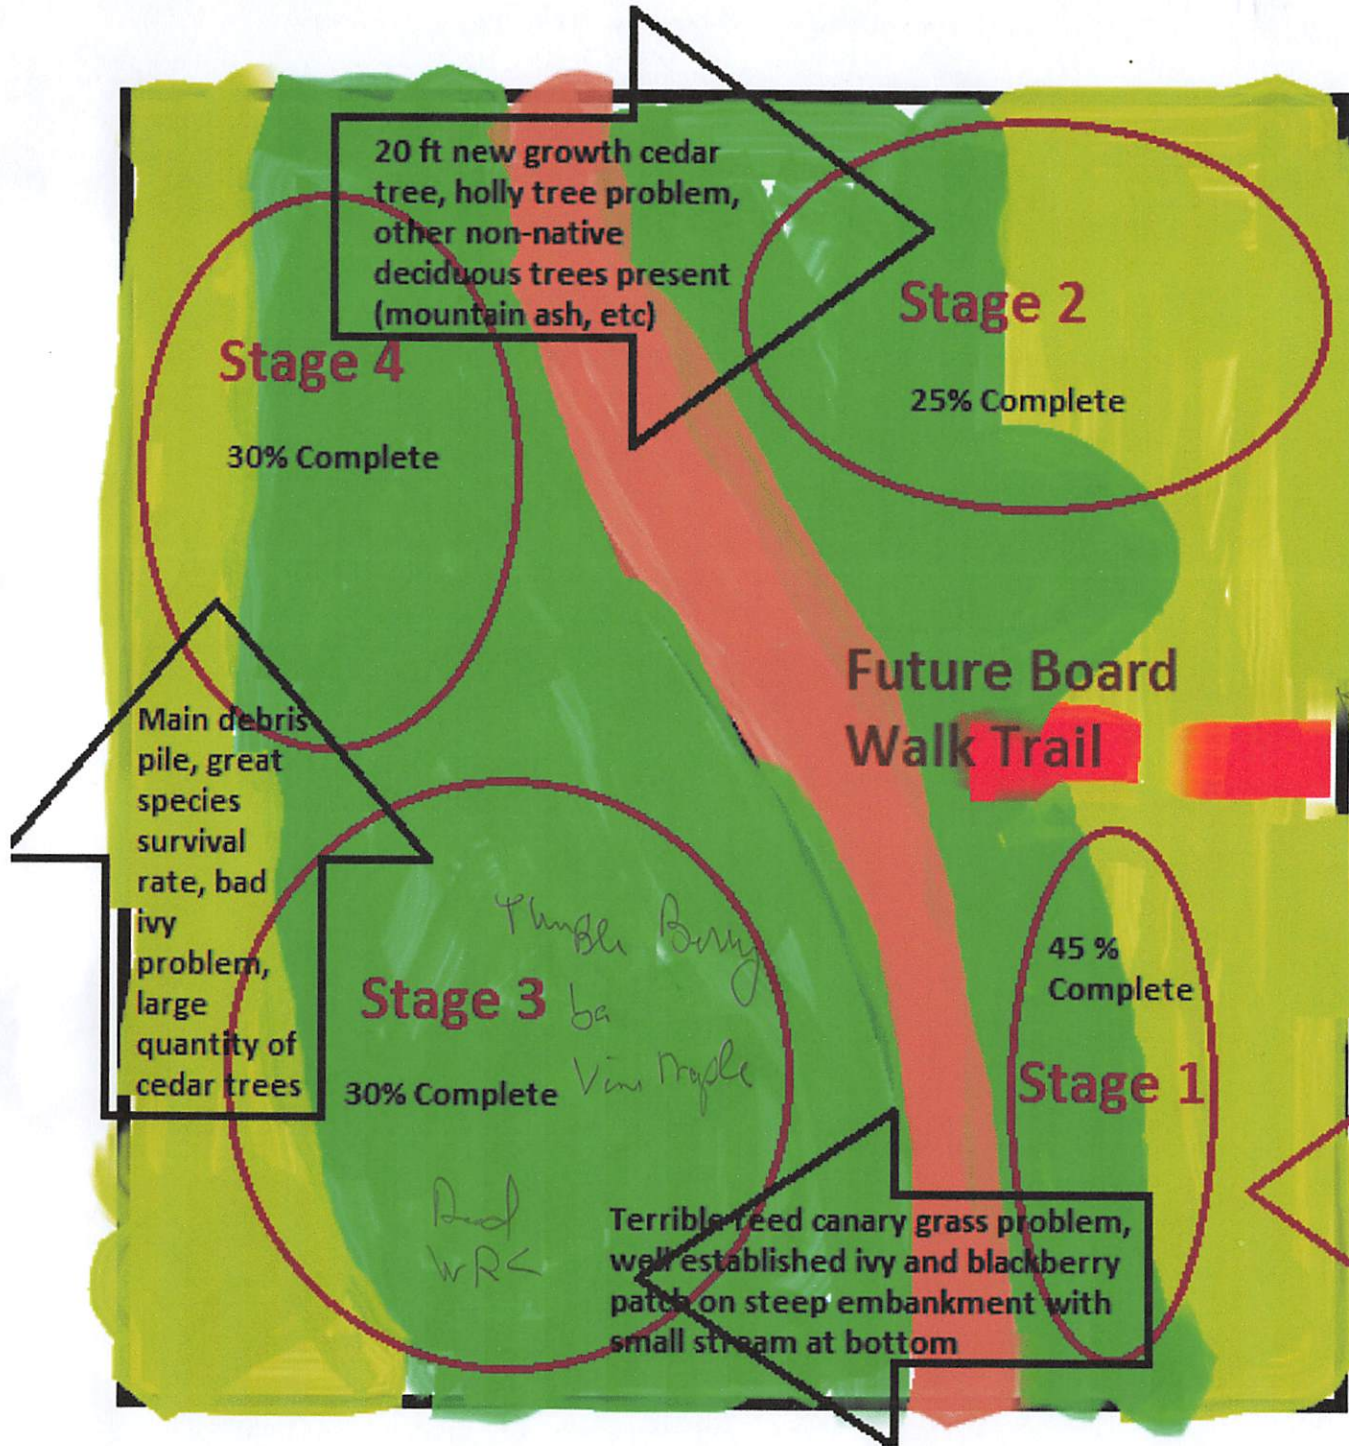 20 ft new growth cedar
tree, holly tree problem,
other non-native
deciduous trees present
(mountain ash, etc)
Stage 2
25% Complete
Stage 4
30% Complete
Future Board
Walk Trail
Main debris
pile, great
species
survival
rate, bad
ivy
problem,
large
quantity of
cedar trees
45 %
Complete
Stage 1
Berry
Stage 3
Vine Maple
30% Complete
WRC
Terrible reed canary grass problem,
well established ivy and blackberry
patch on steep embankment with
small stream at bottom